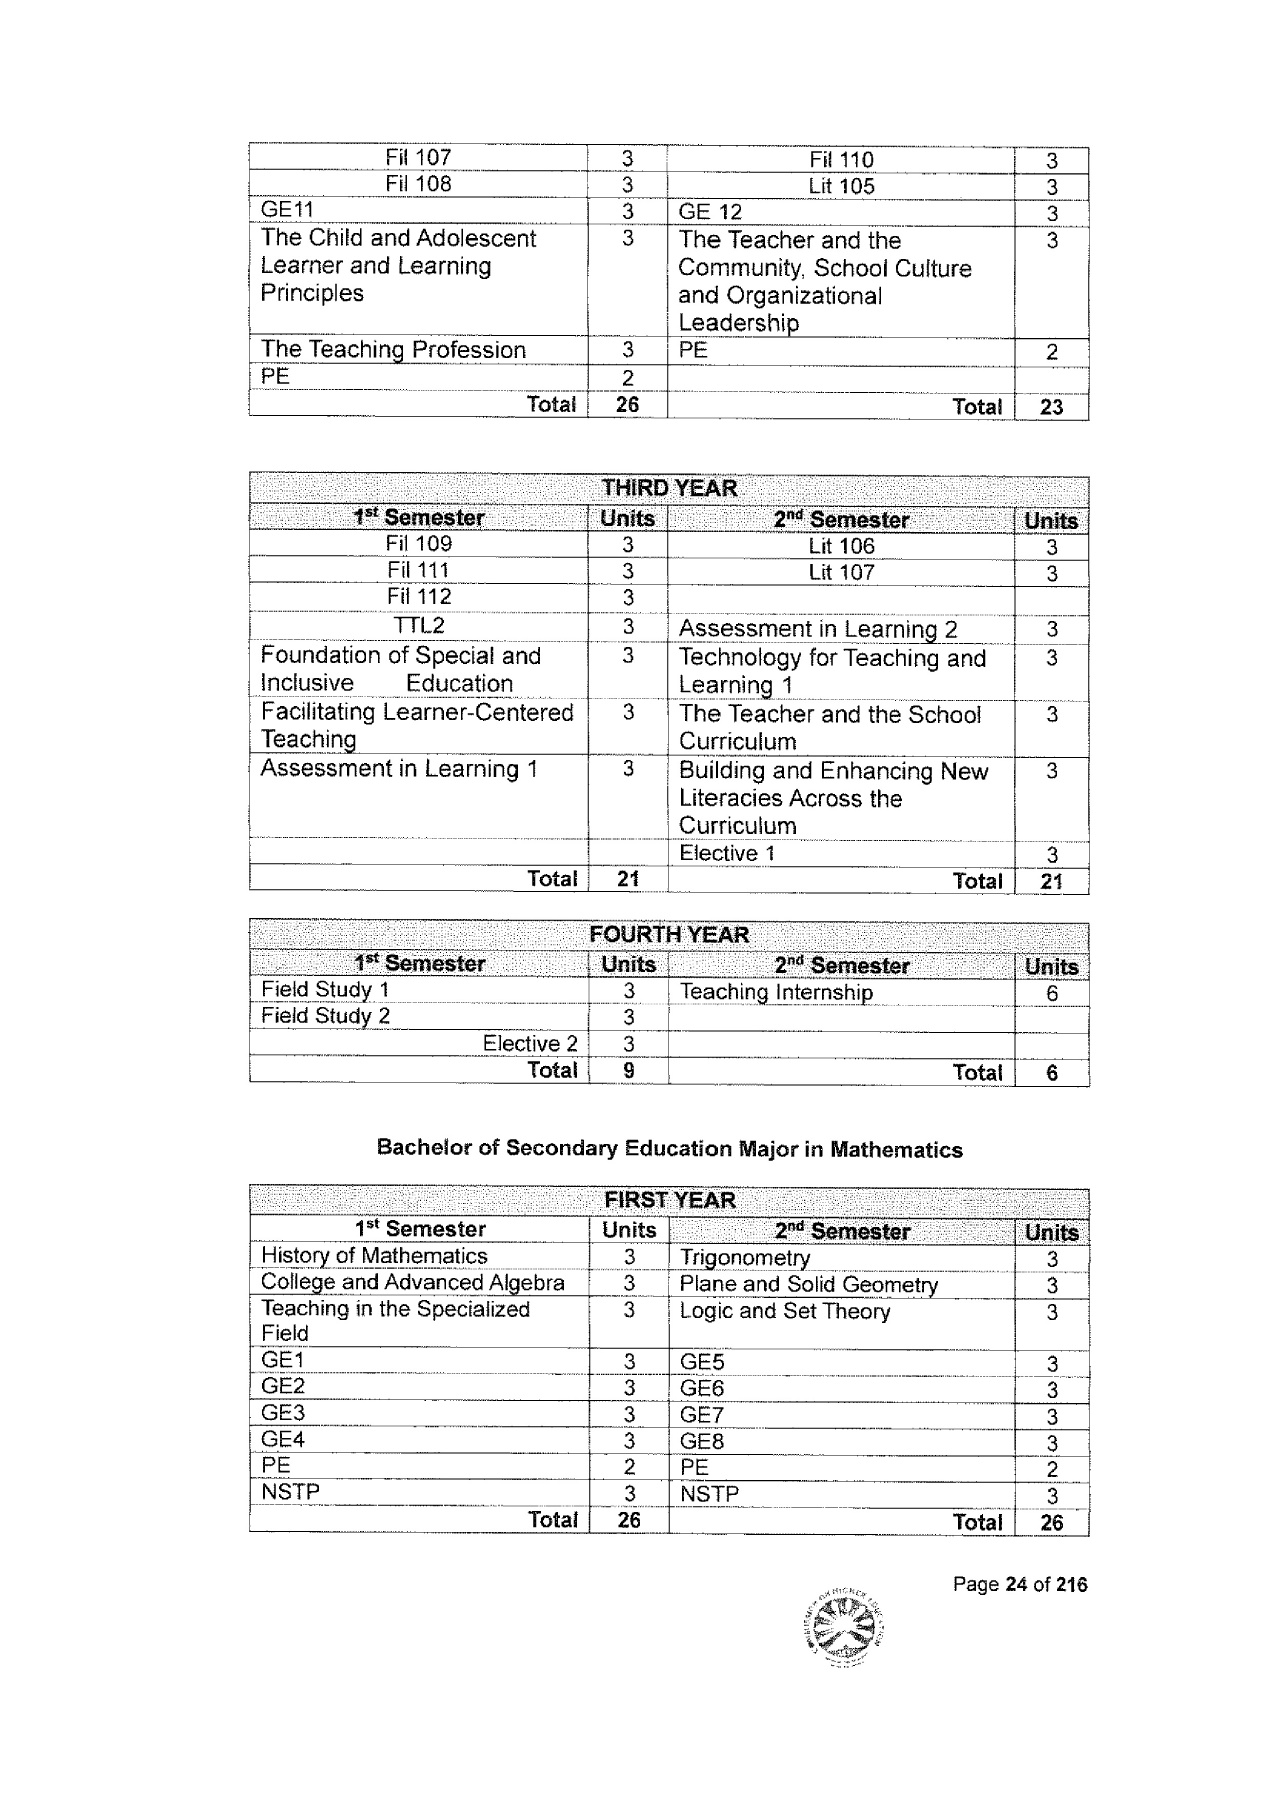 Fil 107 3 Fil 110 3
Fil 108 3 Lit 105 3
GE11 3 GE 12 3
The Child and Adolescent 3 The Teacher and the 3
Learner and Learning Community, School Culture
Principles and Organizational
Leadership
The Teaching Profession 3 PE 2
PE 2
Total 26 Total 23
THIRD YEAR
1st Semester Units 2nd Semester Units
Fil 109 3 Lit 106 3
Fil 111 3 Lit 107 3
Fil 112 3
TTL2 3 Assessment in Learning 2 3
Foundation of Special and 3 Technology for Teaching and 3
Inclusive Education Learning 1
Facilitating Learner-Centered 3 The Teacher and the School 3
Teaching Curriculum
Assessment in Learning 1 3 Building and Enhancing New 3
Literacies Across the
Curriculum
Elective 1 3
Total 21 Total 21
FOURTH YEAR
1st Semester Units 2nd Semester Units
Field Study 1 3 Teaching Internship 6
Field Study 2 3
Elective 2 3
Total 9 Total 6
Bachelor of Secondary Education Major in Mathematics
FIRST YEAR
1st Semester Units 2nd Semester Units
History of Mathematics 3 Trigonometry 3
College and Advanced Algebra 3 Plane and Solid Geometry 3
Teaching in the Specialized 3 Logic and Set Theory 3
Field
GE1 3 GE5 3
GE2 3 GE6 3
GE3 3 GE7 3
GE4 3 GE8 3
PE 2 PE 2
NSTP 3 NSTP 3
Total 26 Total 26
Page 24 of 216